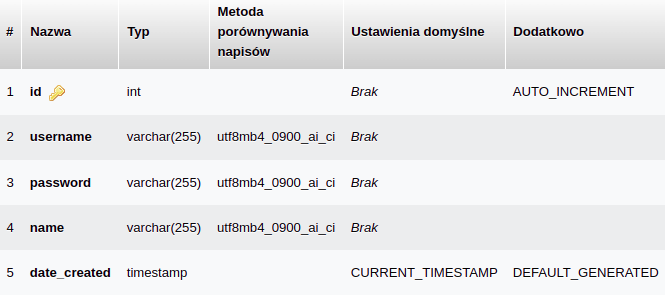 # Nazwa Typ Metoda porównywania napisów Ustawienia domyślne Dodatkowo
1 id int Brak AUTO_INCREMENT
2 username varchar(255) utf8mb4_0900_ai_ci Brak
3 password varchar(255) utf8mb4_0900_ai_ci Brak
4 name varchar(255) utf8mb4_0900_ai_ci Brak
5 date_created timestamp CURRENT_TIMESTAMP DEFAULT_GENERATED